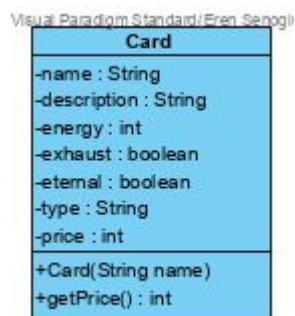 Visual Paradigm Standard(Eren Senogl
Card
-name : String
-description : String
-energy : int
-exhaust : boolean
-eternal : boolean
-type : String
-price : int
+Card(String name)
+getPrice() : int